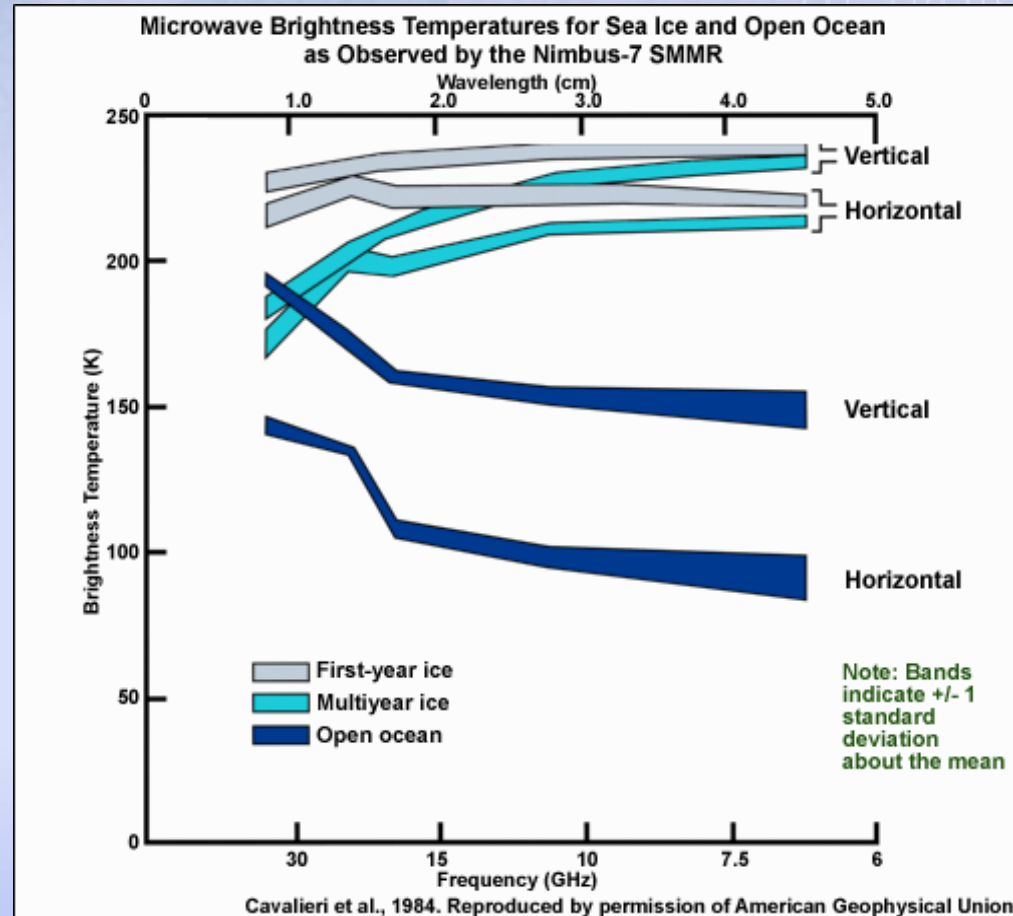 Microwave Brightness Temperatures for Sea Ice and Open Ocean
as Observed by the Nimbus-7 SMMR
Wavelength (cm)
0 1.0 2.0 3.0 4.0 5.0
250
200
150
100
50
0
Brightness Temperature (K)
Vertical
Horizontal
Vertical
Horizontal
First-year ice
Multiyear ice
Open ocean
Note: Bands
indicate +/- 1
standard
deviation
about the mean
30 15 10 7.5 6
Frequency (GHz)
Cavalieri et al., 1984. Reproduced by permission of American Geophysical Union